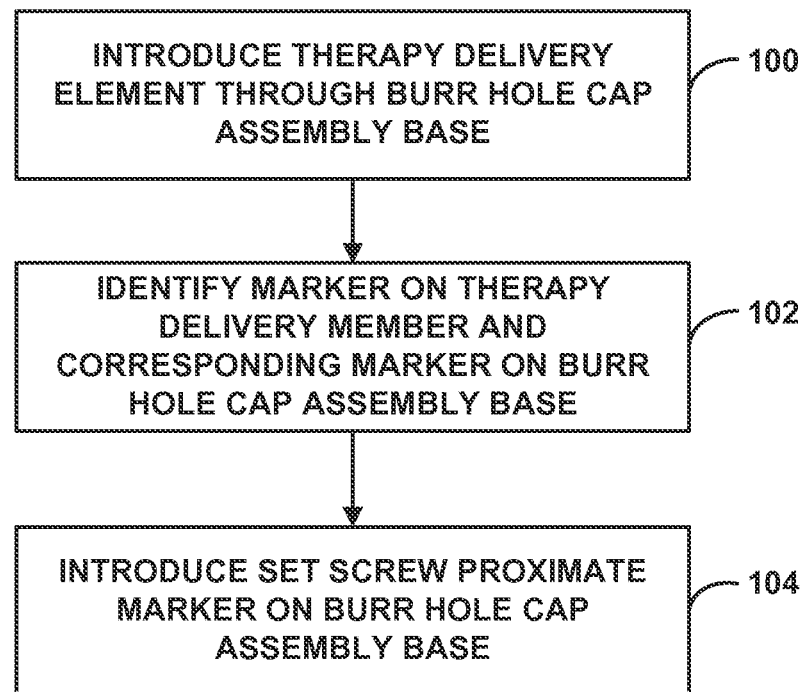 INTRODUCE THERAPY DELIVERY
ELEMENT THROUGH BURR HOLE CAP
ASSEMBLY BASE
100
IDENTIFY MARKER ON THERAPY
DELIVERY MEMBER AND
CORRESPONDING MARKER ON BURR
HOLE CAP ASSEMBLY BASE
102
INTRODUCE SET SCREW PROXIMATE
MARKER ON BURR HOLE CAP
ASSEMBLY BASE
104